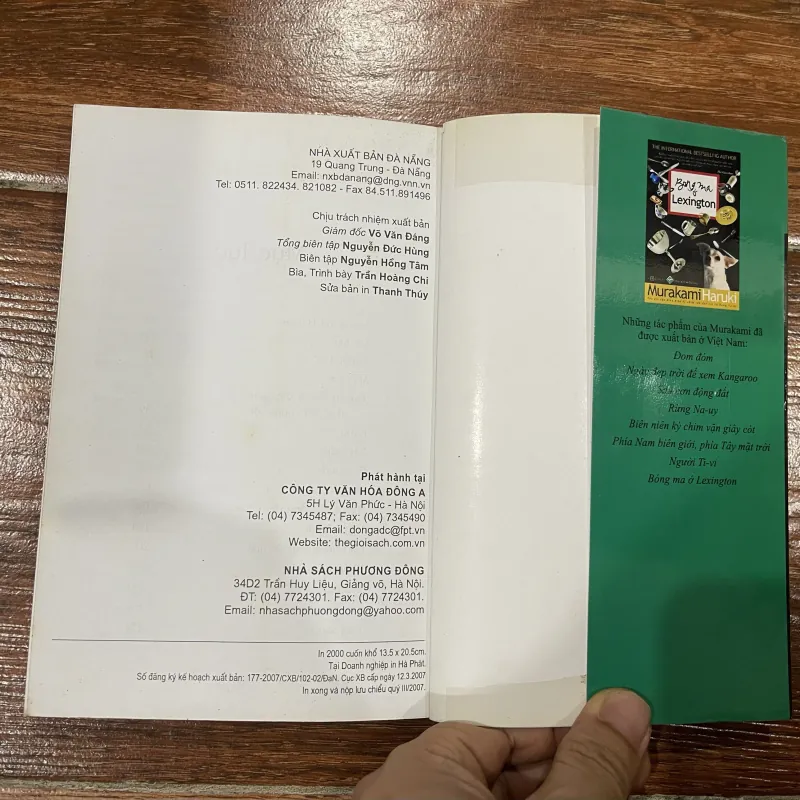 NHÀ XUẤT BẢN ĐÀ NẴNG
19 Quang Trung - Đà Nẵng
Email: nxbdanang@dng.vnn.vn
Tel: 0511. 822434. 821082 - Fax 84.511.891496
Chịu trách nhiệm xuất bản
Giám đốc Võ Văn Đáng
Tổng biên tập Nguyễn Đức Hùng
Biên tập Nguyễn Hồng Tâm
Bìa, Trình bày Trần Hoàng Chi
Sửa bản in Thanh Thúy
Phát hành tại
CÔNG TY VĂN HÓA ĐÔNG A
5H Lý Văn Phức - Hà Nội
Tel: (04) 7345487; Fax: (04) 7345490
Email: dongadc@fpt.vn
Website: thegioisach.com.vn
NHÀ SÁCH PHƯƠNG ĐÔNG
34D2 Trần Huy Liệu, Giảng võ, Hà Nội.
ĐT: (04) 7724301. Fax: (04) 7724301.
Email: nhasachphuongdong@yahoo.com
In 2000 cuốn khổ 13.5 x 20.5cm.
Tại Doanh nghiệp in Hà Phát.
Số đăng ký kế hoạch xuất bản: 177-2007/CXB/102-02/ĐaN. Cục XB cấp ngày 12.3.2007
In xong và nộp lưu chiểu quý III/2007.
THE INTERNATIONAL BESTSELLING AUTHOR
Bóng ma
ở
Lexington
Murakami Haruki
Những tác phẩm của Murakami đã
được xuất bản ở Việt Nam:
Đom đóm
Ngày đẹp trời để xem Kangaroo
Sau cơn động đất
Rừng Na-uy
Biên niên ký chim vặn giây cót
Phía Nam biên giới, phía Tây mặt trời
Người Ti-vi
Bóng ma ở Lexington